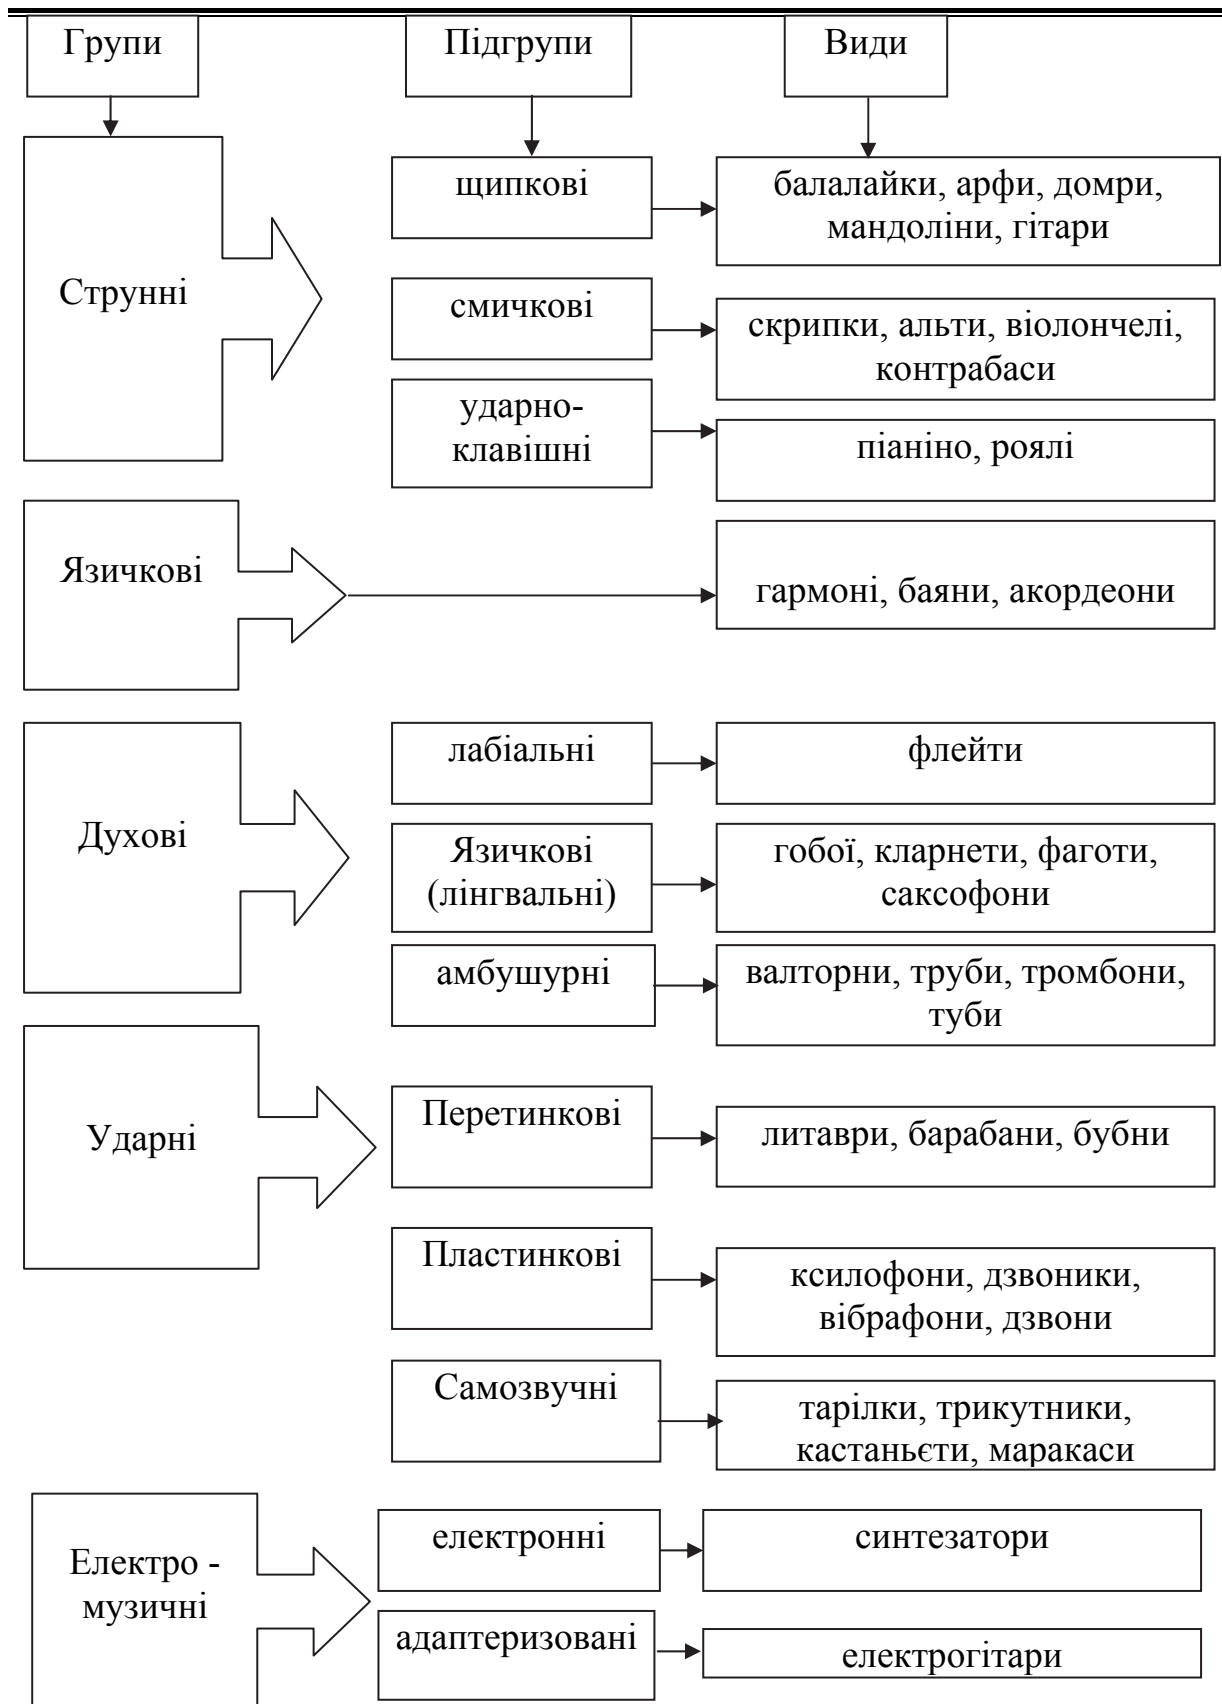 Групи
Підгрупи
Види
Струнні
щипкові
балалайки, арфи, домри,
мандоліни, гітари
смичкові
скрипки, альти, віолончелі,
контрабаси
ударно-
клавішні
піаніно, роялі
Язичкові
гармоні, баяни, акордеони
Духові
лабіальні
флейти
Язичкові
(лінгвальні)
гобої, кларнети, фаготи,
саксофони
амбушурні
валторни, труби, тромбони,
туби
Ударні
Перетинкові
литаври, барабани, бубни
Пластинкові
ксилофони, дзвоники,
вібрафони, дзвони
Самозвучні
тарілки, трикутники,
кастаньєти, маракаси
Електро -
музичні
електронні
синтезатори
адаптеризовані
електрогітари